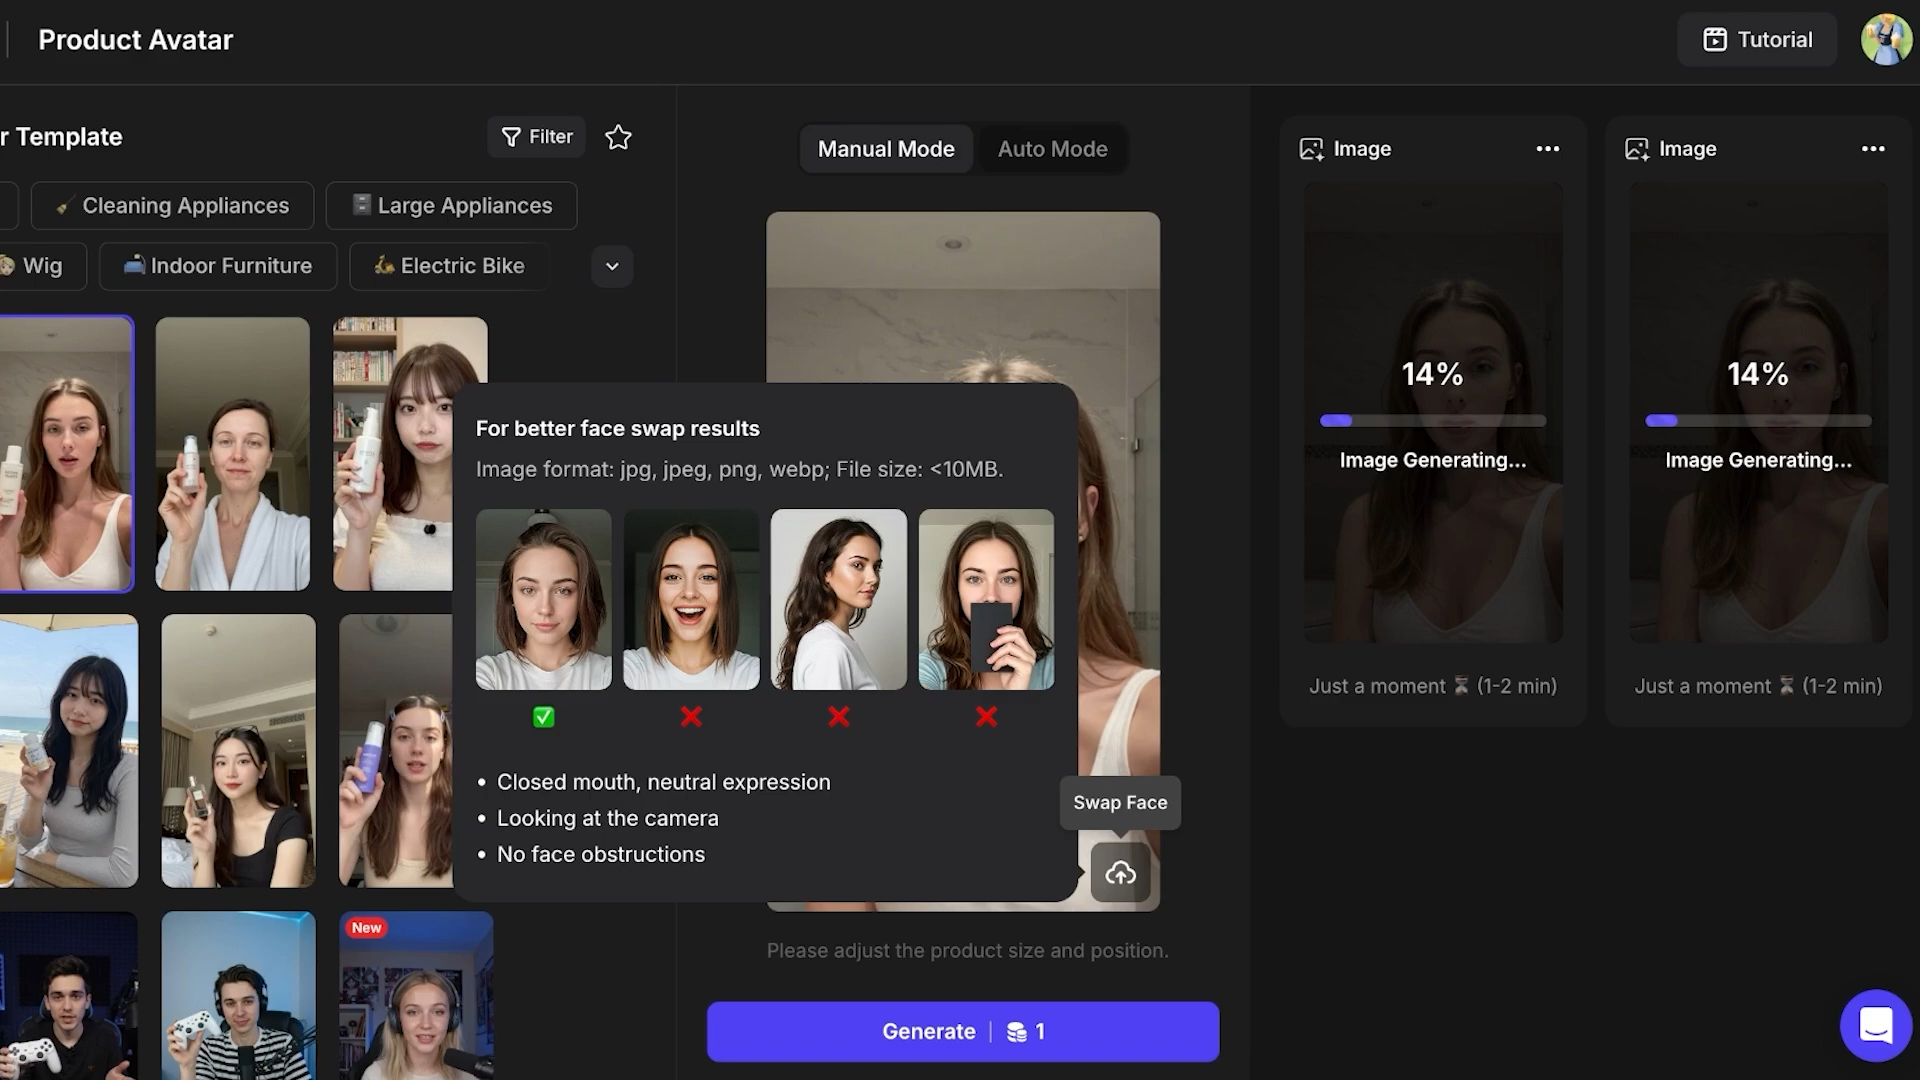 Product Avatar
Tutorial
r Template
Filter
Manual Mode
Auto Mode
Image
Image
Cleaning Appliances
Large Appliances
Wig
Indoor Furniture
Electric Bike
14%
14%
Image Generating...
Image Generating...
Just a moment ⏳ (1-2 min)
Just a moment ⏳ (1-2 min)
For better face swap results
Image format: jpg, jpeg, png, webp; File size: <10MB.
• Closed mouth, neutral expression
• Looking at the camera
• No face obstructions
Swap Face
New
Please adjust the product size and position.
Generate | 1